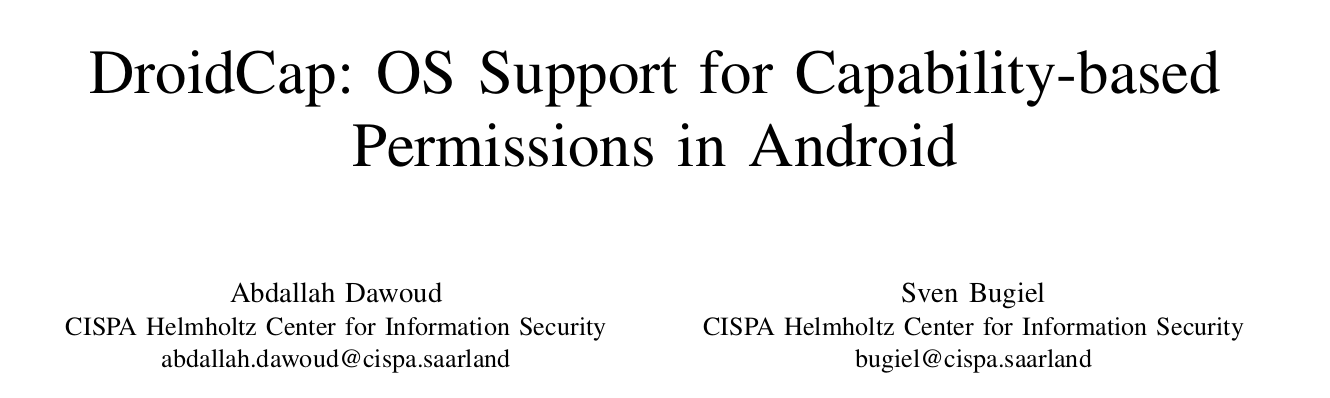 DroidCap: OS Support for Capability-based
Permissions in Android
Abdallah Dawoud
CISPA Helmholtz Center for Information Security
abdallah.dawoud@cispa.saarland
Sven Bugiel
CISPA Helmholtz Center for Information Security
bugiel@cispa.saarland